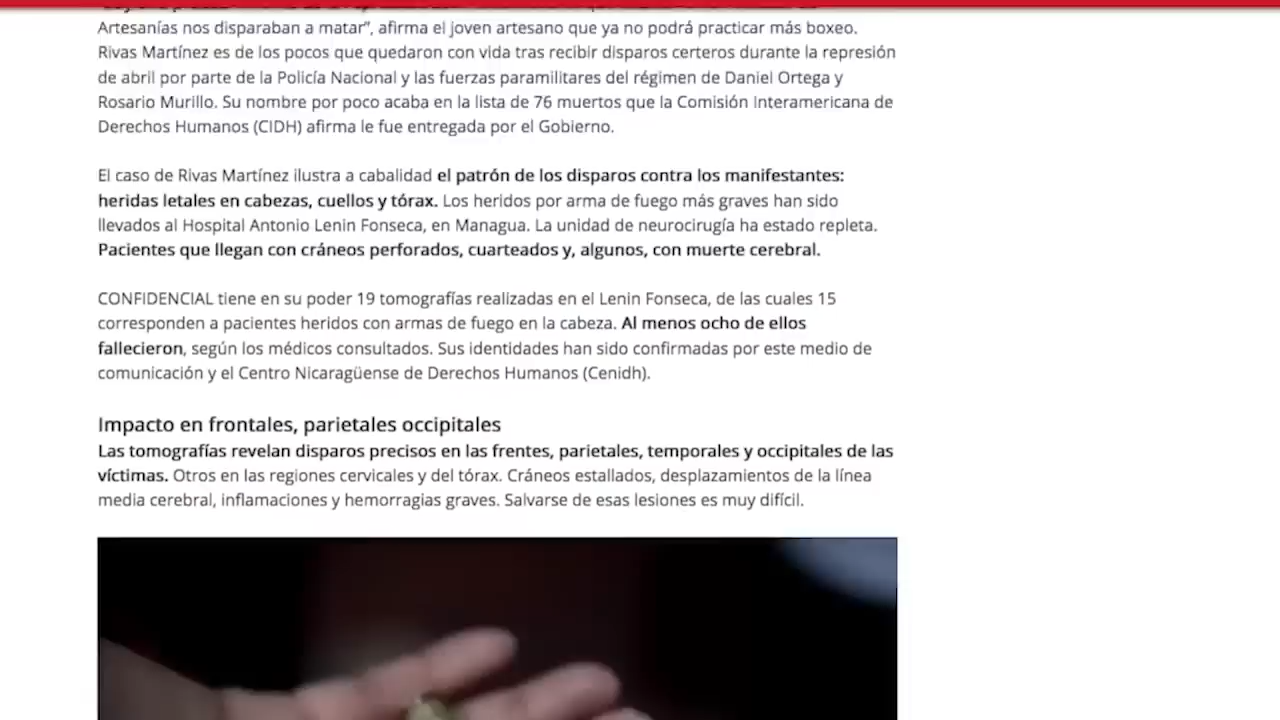 Artesanías nos disparaban a matar”, afirma el joven artesano que ya no podrá practicar más boxeo.
Rivas Martínez es de los pocos que quedaron con vida tras recibir disparos certeros durante la represión
de abril por parte de la Policía Nacional y las fuerzas paramilitares del régimen de Daniel Ortega y
Rosario Murillo. Su nombre por poco acaba en la lista de 76 muertos que la Comisión Interamericana de
Derechos Humanos (CIDH) afirma le fue entregada por el Gobierno.
El caso de Rivas Martínez ilustra a cabalidad el patrón de los disparos contra los manifestantes:
heridas letales en cabezas, cuellos y tórax. Los heridos por arma de fuego más graves han sido
llevados al Hospital Antonio Lenin Fonseca, en Managua. La unidad de neurocirugía ha estado repleta.
Pacientes que llegan con cráneos perforados, cuarteados y, algunos, con muerte cerebral.
CONFIDENCIAL tiene en su poder 19 tomografías realizadas en el Lenin Fonseca, de las cuales 15
corresponden a pacientes heridos con armas de fuego en la cabeza. Al menos ocho de ellos
fallecieron, según los médicos consultados. Sus identidades han sido confirmadas por este medio de
comunicación y el Centro Nicaragüense de Derechos Humanos (Cenidh).
Impacto en frontales, parietales occipitales
Las tomografías revelan disparos precisos en las frentes, parietales, temporales y occipitales de las
víctimas. Otros en las regiones cervicales y del tórax. Cráneos estallados, desplazamientos de la línea
media cerebral, inflamaciones y hemorragias graves. Salvarse de esas lesiones es muy difícil.